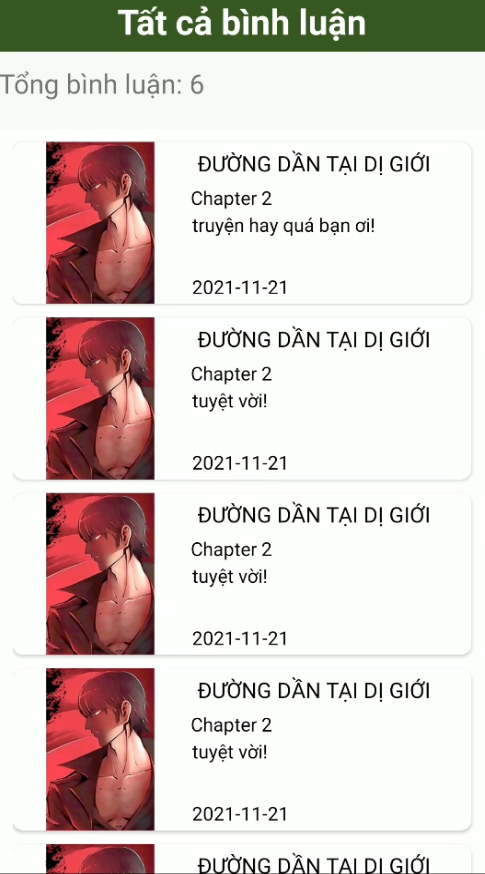 Tất cả bình luận
Tổng bình luận: 6
ĐƯỜNG DẦN TẠI DỊ GIỚI
Chapter 2
truyện hay quá bạn ơi!
2021-11-21
ĐƯỜNG DẦN TẠI DỊ GIỚI
Chapter 2
tuyệt vời!
2021-11-21
ĐƯỜNG DẦN TẠI DỊ GIỚI
Chapter 2
tuyệt vời!
2021-11-21
ĐƯỜNG DẦN TẠI DỊ GIỚI
Chapter 2
tuyệt vời!
2021-11-21
ĐƯỜNG DẦN TẠI DỊ GIỚI